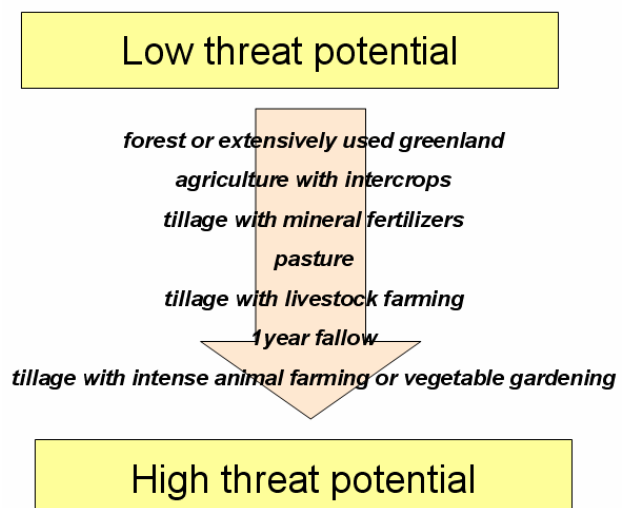 Low threat potential
forest or extensively used greenland
agriculture with intercrops
tillage with mineral fertilizers
pasture
tillage with livestock farming
1year fallow
tillage with intense animal farming or vegetable gardening
High threat potential